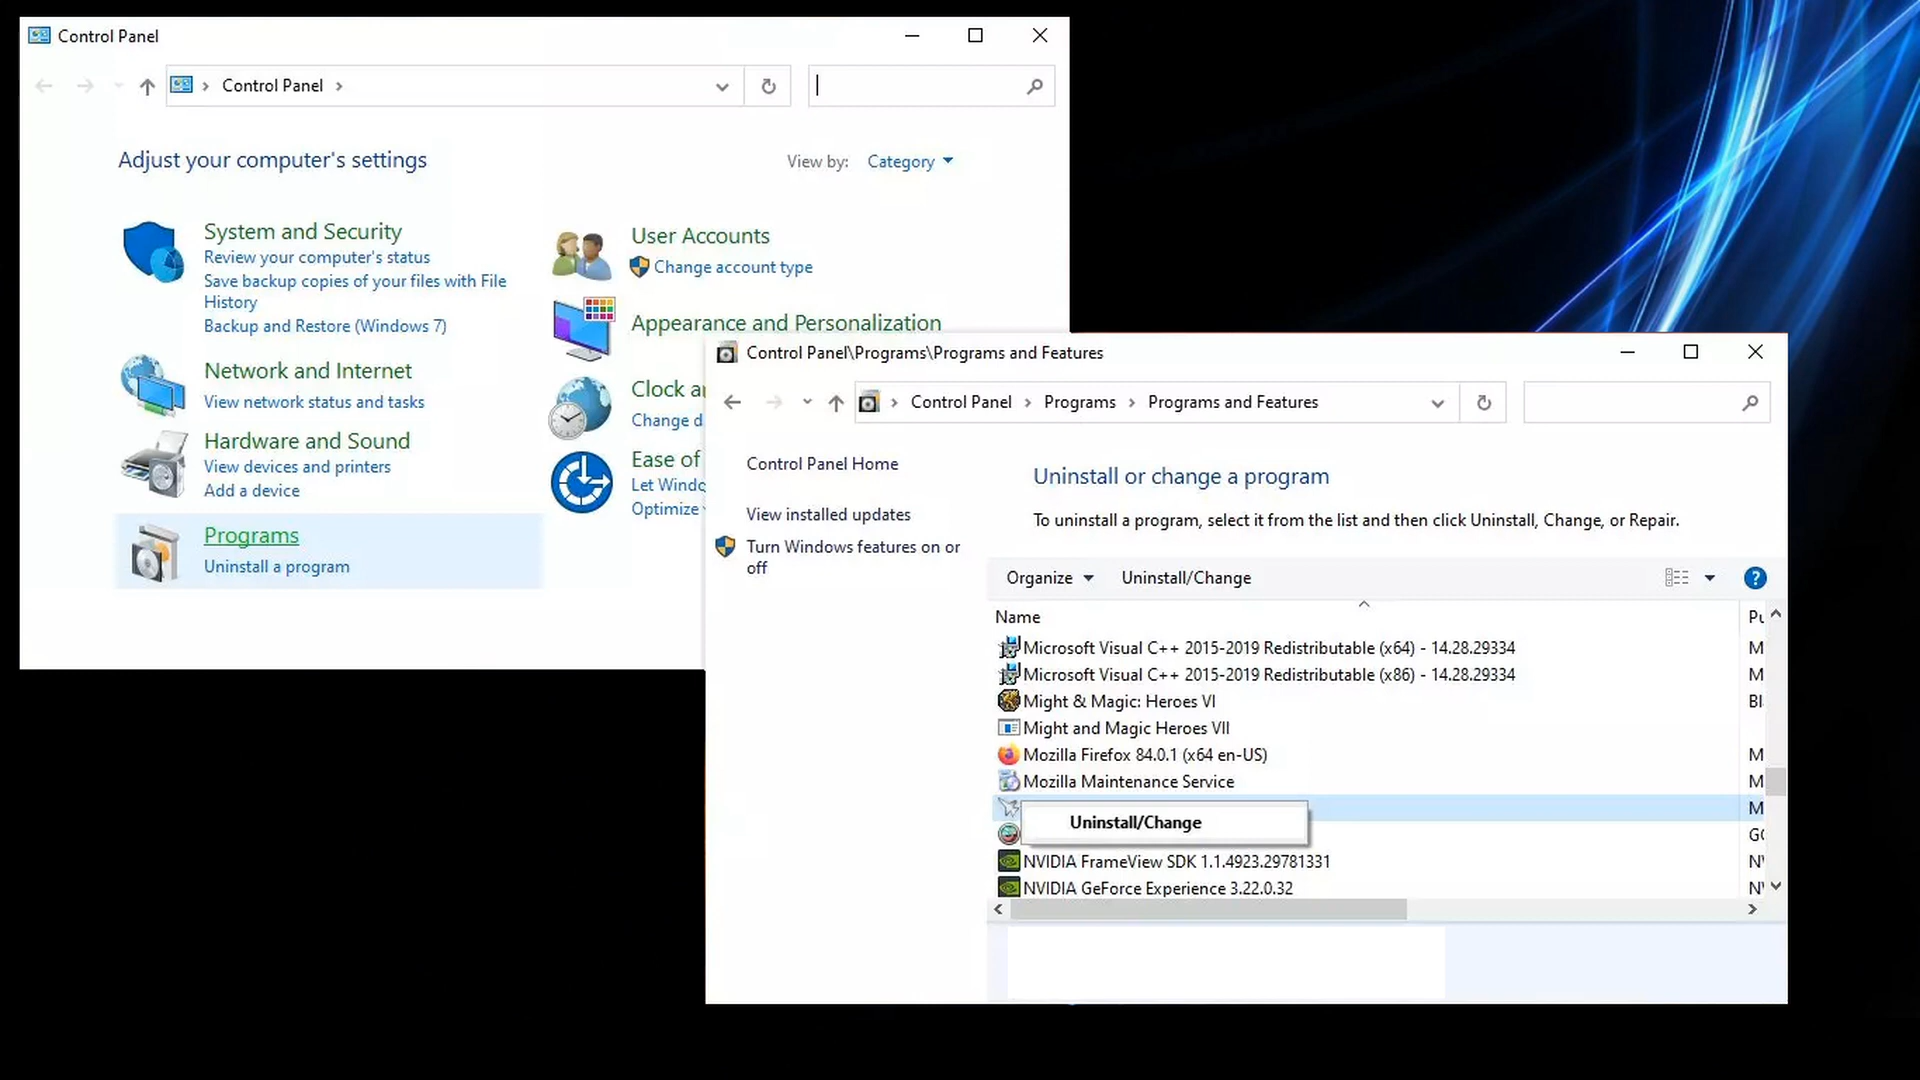 Control Panel
Control Panel
Adjust your computer's settings
View by: Category
System and Security
Review your computer's status
Save backup copies of your files with File
History
Backup and Restore (Windows 7)
Network and Internet
View network status and tasks
Hardware and Sound
View devices and printers
Add a device
Programs
Uninstall a program
User Accounts
Change account type
Appearance and Personalization
Clock a
Change d
Ease of
Let Windo
Optimize
Control Panel\Programs\Programs and Features
Control Panel Programs Programs and Features
Control Panel Home
View installed updates
Turn Windows features on or
off
Uninstall or change a program
To uninstall a program, select it from the list and then click Uninstall, Change, or Repair.
Organize Uninstall/Change
Name
Microsoft Visual C++ 2015-2019 Redistributable (x64) - 14.28.29334 M
Microsoft Visual C++ 2015-2019 Redistributable (x86) - 14.28.29334 M
Might & Magic: Heroes VI
Might and Magic Heroes VII
Mozilla Firefox 84.0.1 (x64 en-US) M
Mozilla Maintenance Service M
M
Uninstall/Change
NVIDIA FrameView SDK 1.1.4923.29781331
NVIDIA GeForce Experience 3.22.0.32